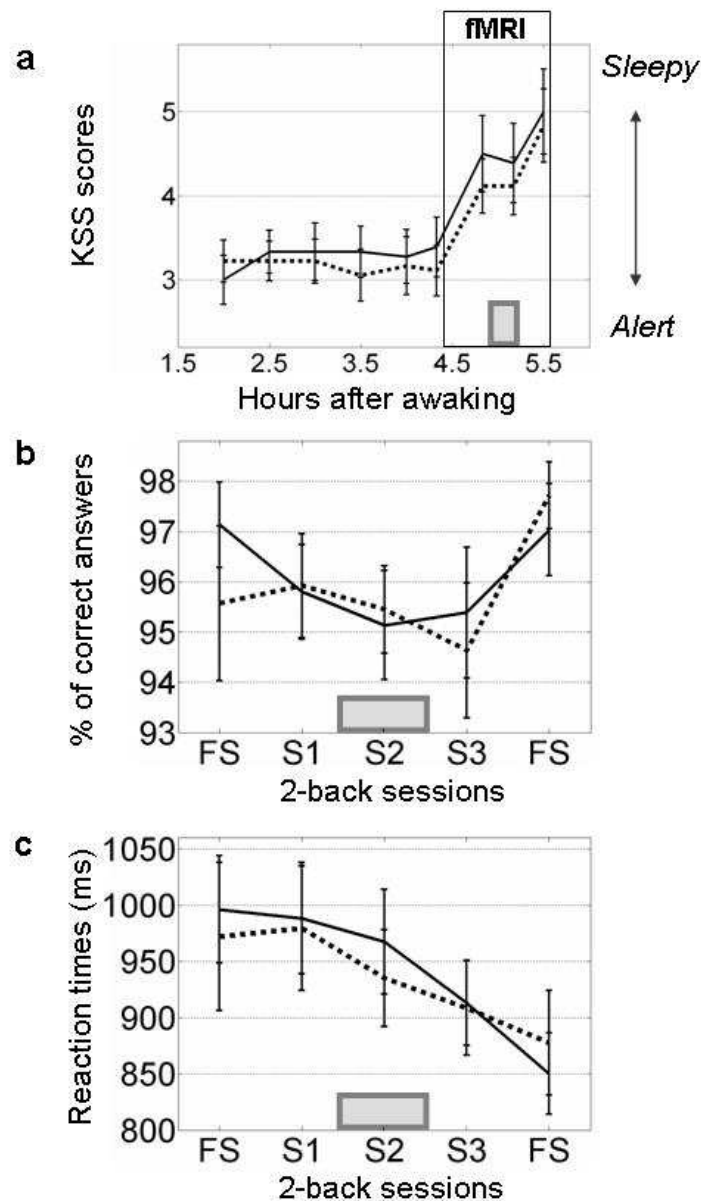 fMRI
a
Sleepy
KSS scores
5
4
3
Alert
1.5 2.5 3.5 4.5 5.5
Hours after awaking
b
% of correct answers
98
97
96
95
94
93
FS S1 S2 S3 FS
2-back sessions
c
Reaction times (ms)
1050
1000
950
900
850
800
FS S1 S2 S3 FS
2-back sessions